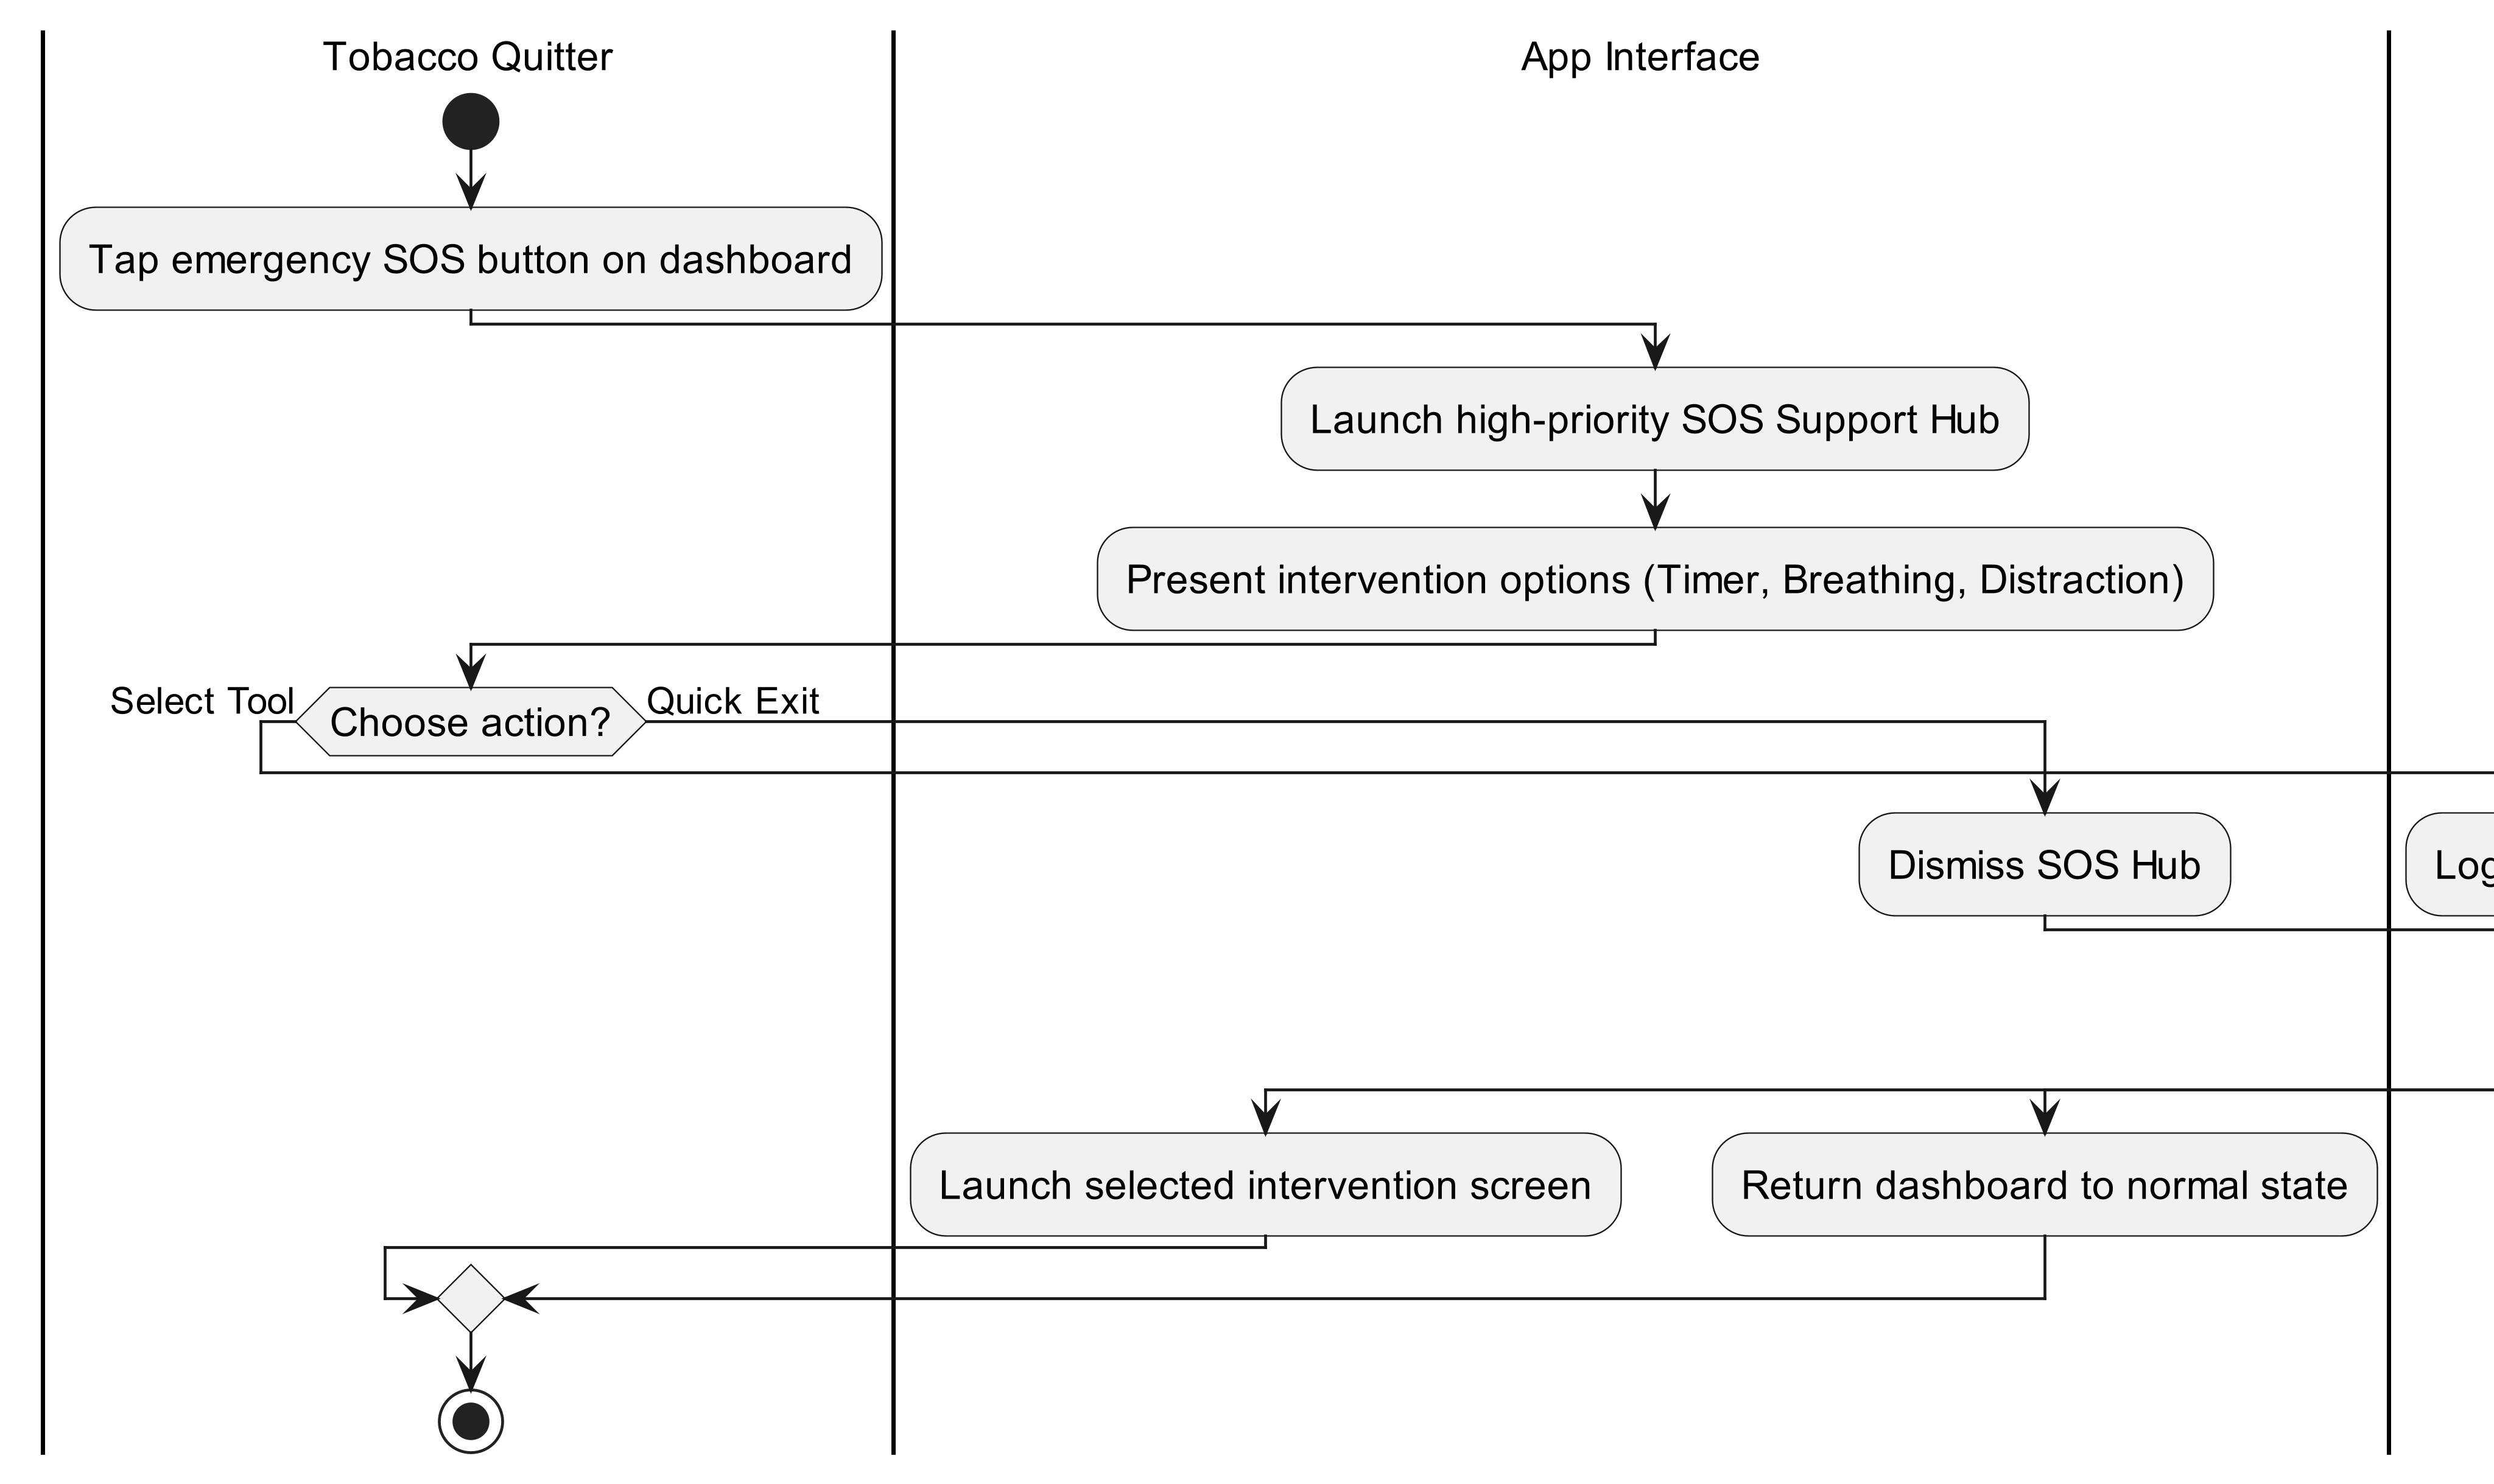 Tobacco Quitter
App Interface
Tap emergency SOS button on dashboard
Launch high-priority SOS Support Hub
Present intervention options (Timer, Breathing, Distraction)
Select Tool
Choose action?
Quick Exit
Dismiss SOS Hub
Launch selected intervention screen
Return dashboard to normal state